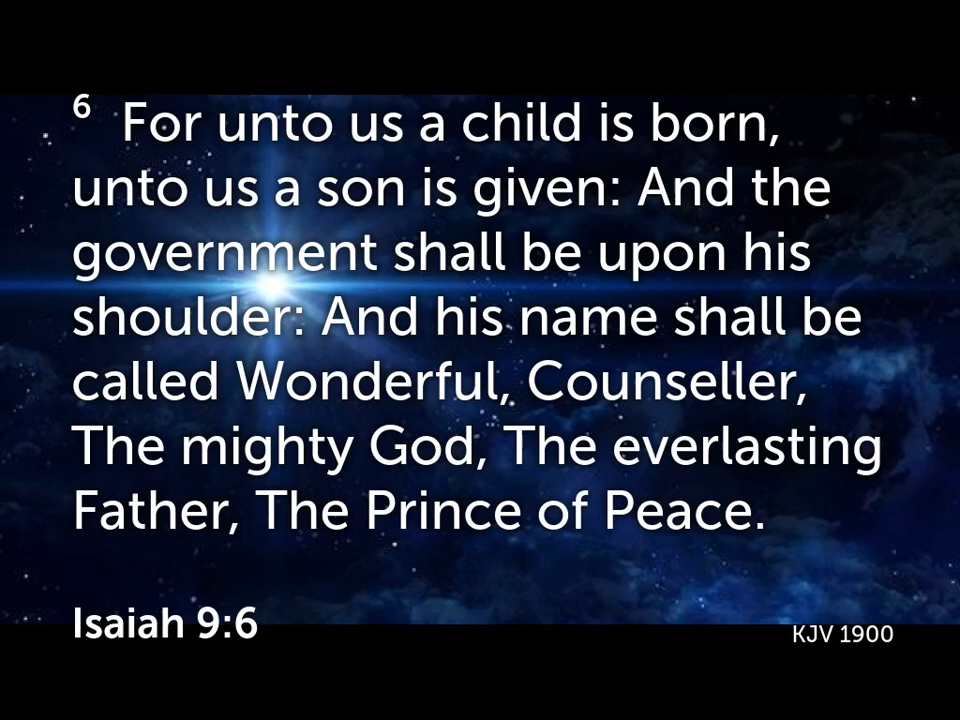 6 For unto us a child is born,
unto us a son is given: And the
government shall be upon his
shoulder: And his name shall be
called Wonderful, Counseller,
The mighty God, The everlasting
Father, The Prince of Peace.
Isaiah 9:6
KJV 1900